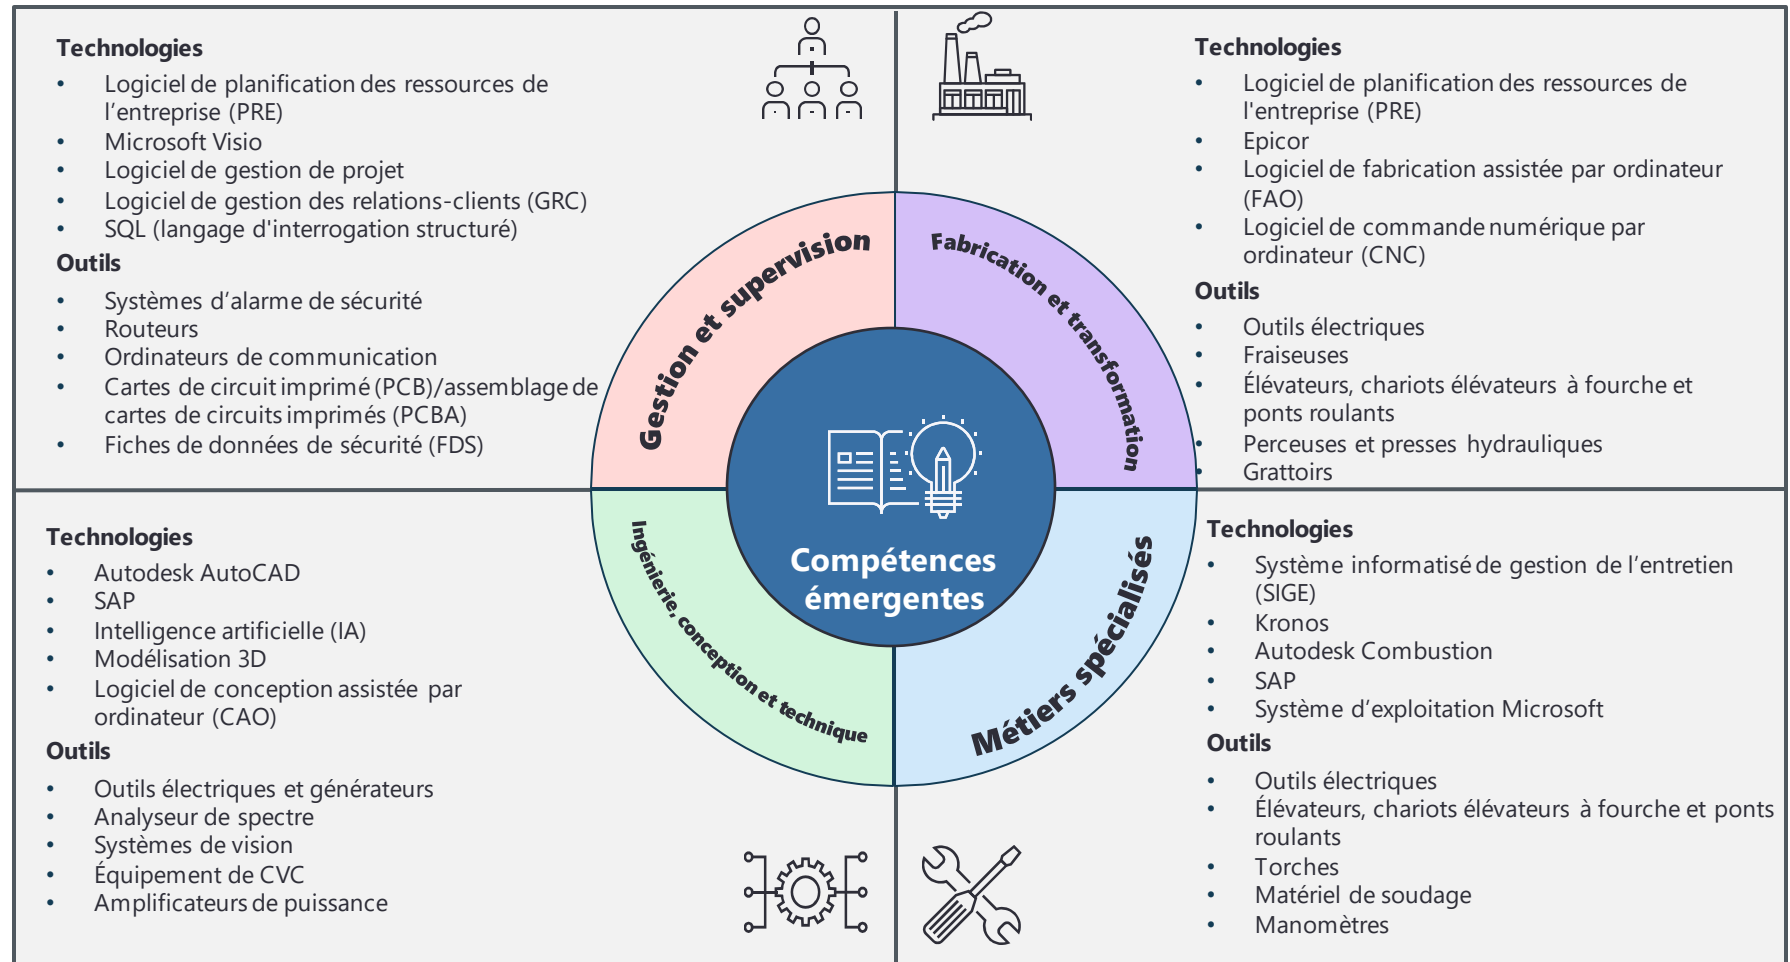 Technologies
• Logiciel de planification des ressources de
l’entreprise (PRE)
• Microsoft Visio
• Logiciel de gestion de projet
• Logiciel de gestion des relations-clients (GRC)
• SQL (langage d'interrogation structuré)
Outils
• Systèmes d’alarme de sécurité
• Routeurs
• Ordinateurs de communication
• Cartes de circuit imprimé (PCB)/assemblage de
cartes de circuits imprimés (PCBA)
• Fiches de données de sécurité (FDS)
Technologies
• Logiciel de planification des ressources de
l'entreprise (PRE)
• Epicor
• Logiciel de fabrication assistée par ordinateur
(FAO)
• Logiciel de commande numérique par
ordinateur (CNC)
Outils
• Outils électriques
• Fraiseuses
• Élévateurs, chariots élévateurs à fourche et
ponts roulants
• Perceuses et presses hydrauliques
• Grattoirs
Gestion et supervision
Fabrication et transformation
Compétences
émergentes
Ingénierie, conception et technique
Métiers spécialisés
Technologies
• Autodesk AutoCAD
• SAP
• Intelligence artificielle (IA)
• Modélisation 3D
• Logiciel de conception assistée par
ordinateur (CAO)
Outils
• Outils électriques et générateurs
• Analyseur de spectre
• Systèmes de vision
• Équipement de CVC
• Amplificateurs de puissance
Technologies
• Système informatisé de gestion de l’entretien
(SIGE)
• Kronos
• Autodesk Combustion
• SAP
• Système d’exploitation Microsoft
Outils
• Outils électriques
• Élévateurs, chariots élévateurs à fourche et ponts
roulants
• Torches
• Matériel de soudage
• Manomètres